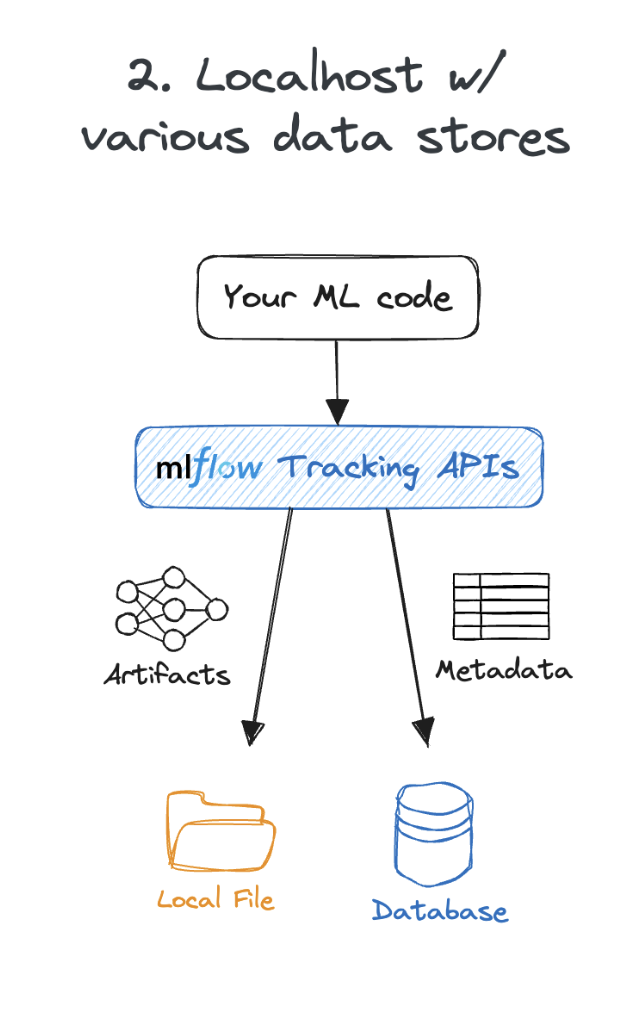 2. Localhost w/
various data stores
Your ML code
mlflow Tracking APIs
Artifacts
Metadata
Local File
Database